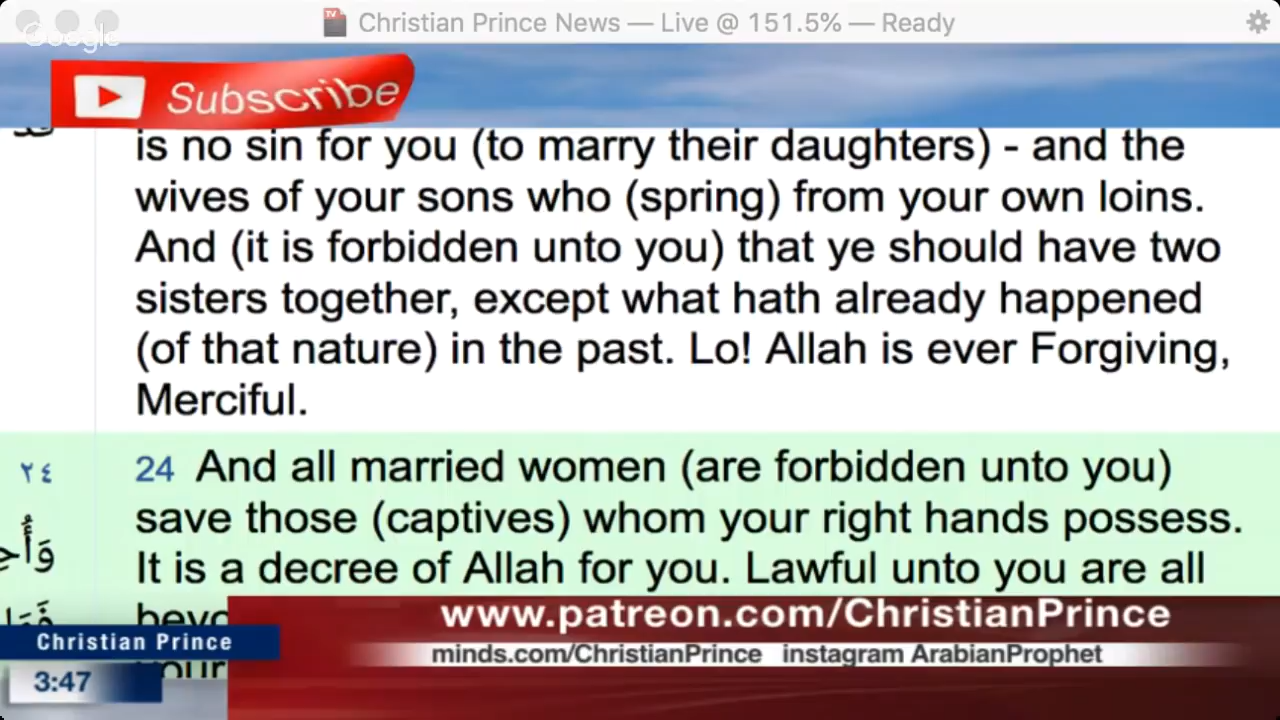 TV Christian Prince News — Live @ 151.5% — Ready
Google
Subscribe
is no sin for you (to marry their daughters) - and the
wives of your sons who (spring) from your own loins.
And (it is forbidden unto you) that ye should have two
sisters together, except what hath already happened
(of that nature) in the past. Lo! Allah is ever Forgiving,
Merciful.
٢٤
24 And all married women (are forbidden unto you)
save those (captives) whom your right hands possess.
It is a decree of Allah for you. Lawful unto you are all
your
www.patreon.com/ChristianPrince
Christian Prince
minds.com/ChristianPrince instagram ArabianProphet
3:47